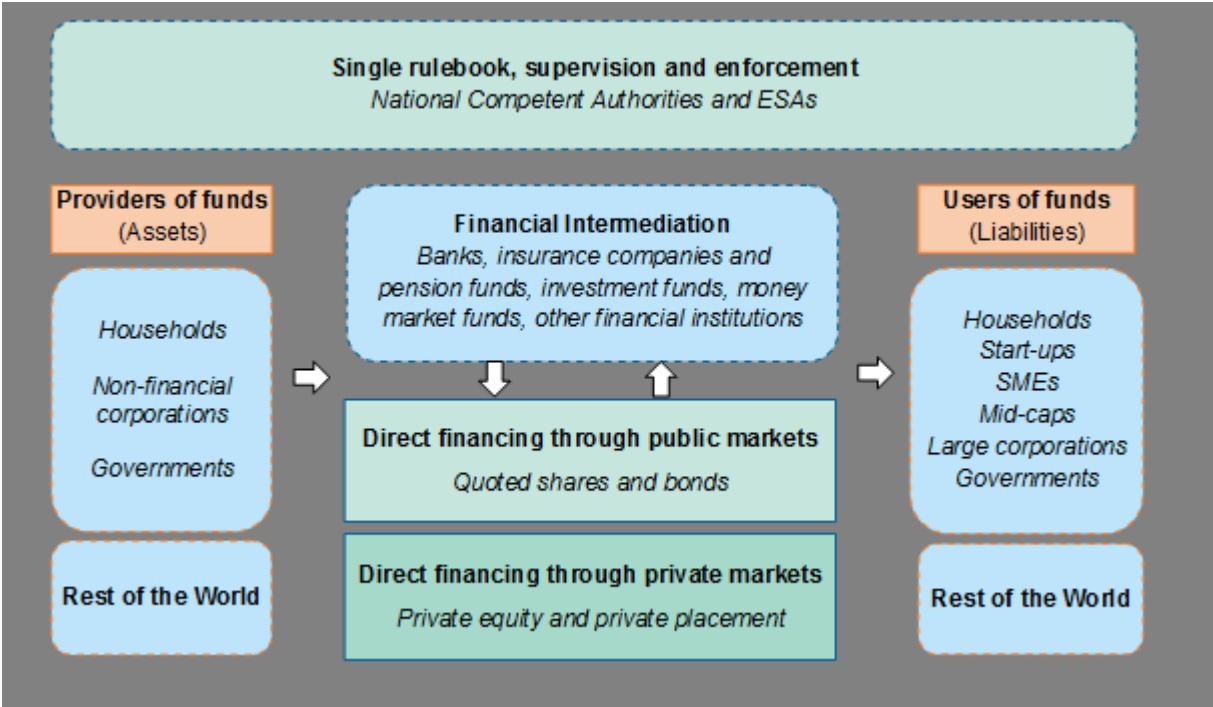 Single rulebook, supervision and enforcement
National Competent Authorities and ESAs
Providers of funds
(Assets)
Households
Non-financial
corporations
Governments
Rest of the World
Financial Intermediation
Banks, insurance companies and
pension funds, investment funds, money
market funds, other financial institutions
Direct financing through public markets
Quoted shares and bonds
Direct financing through private markets
Private equity and private placement
Users of funds
(Liabilities)
Households
Start-ups
SMEs
Mid-caps
Large corporations
Governments
Rest of the World